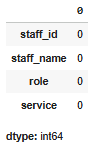 0
staff_id 0
staff_name 0
role 0
service 0
dtype: int64